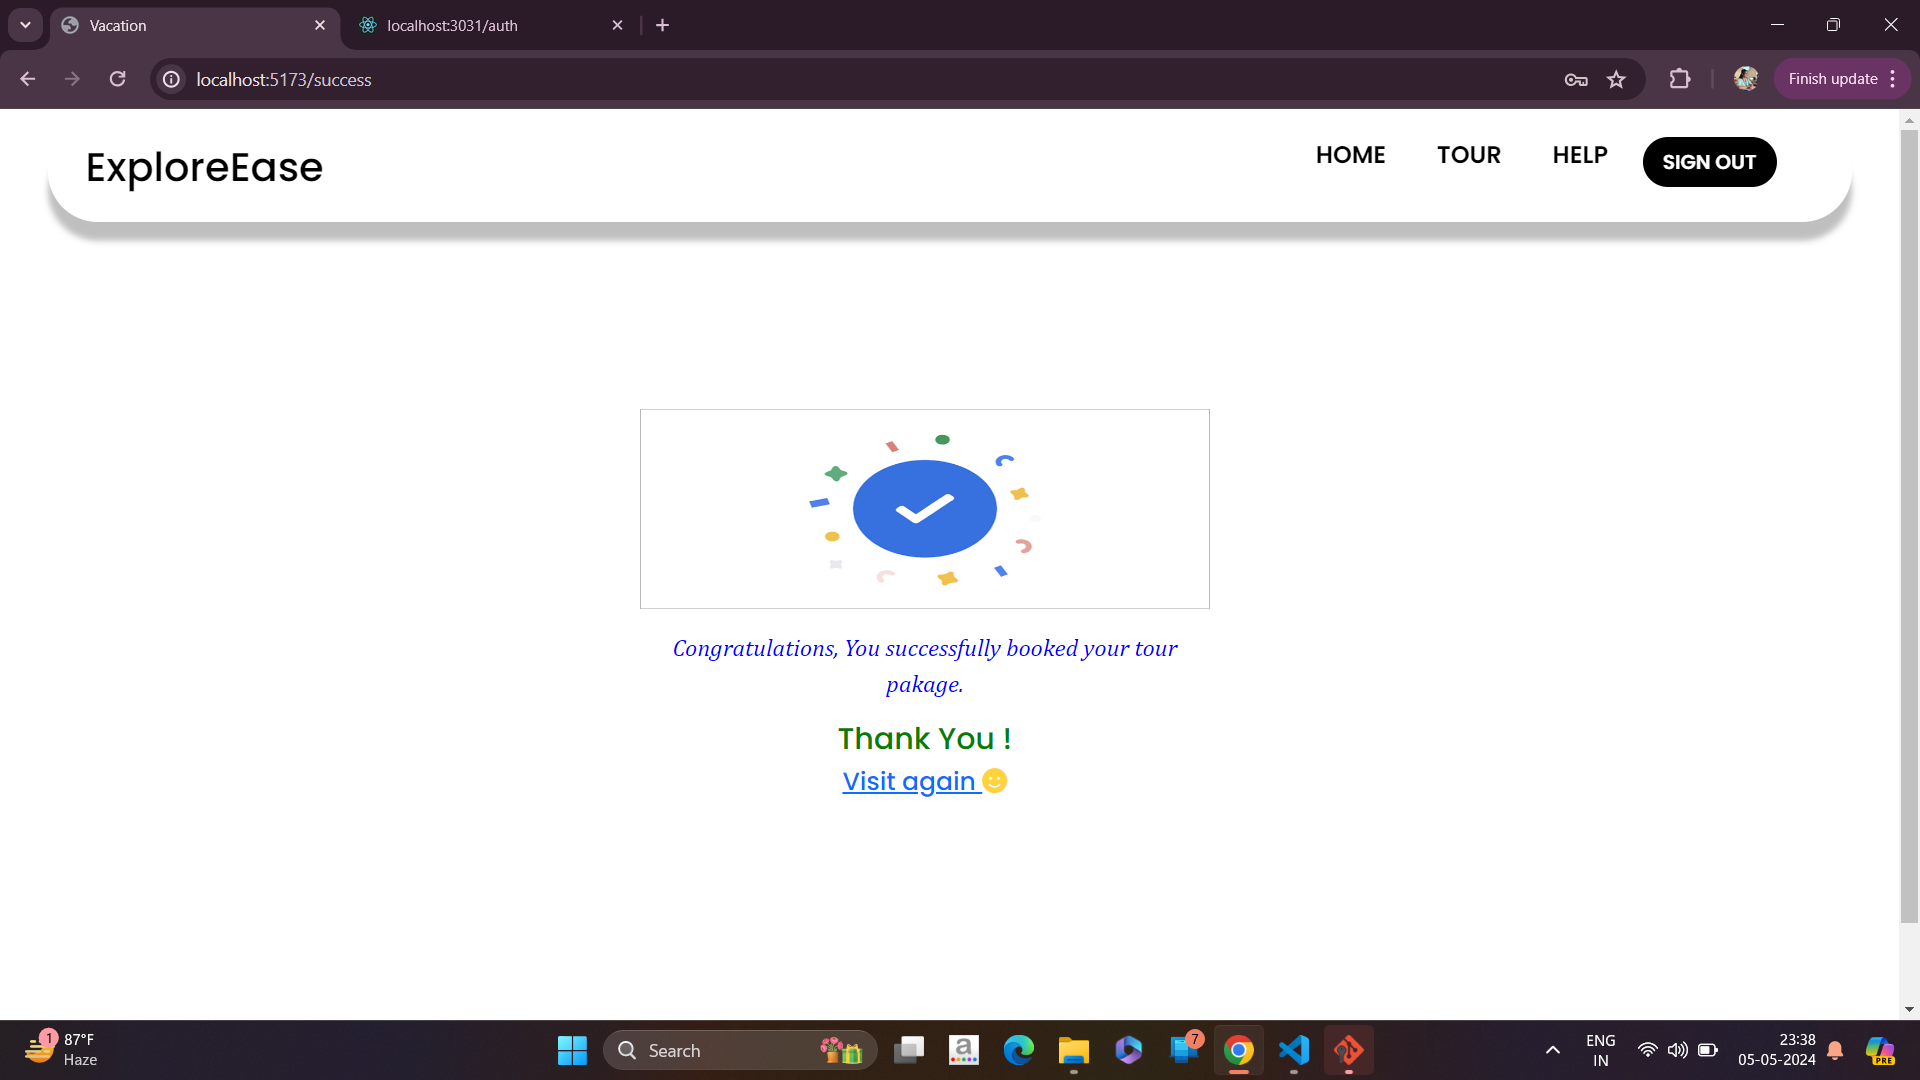 Vacation
localhost:3031/auth
localhost:5173/success
Finish update
ExploreEase
HOME
TOUR
HELP
SIGN OUT
Congratulations, You successfully booked your tour
pakage.
Thank You !
Visit again
1
87°F
Haze
Search
a
7
ENG
IN
23:38
05-05-2024
PRE